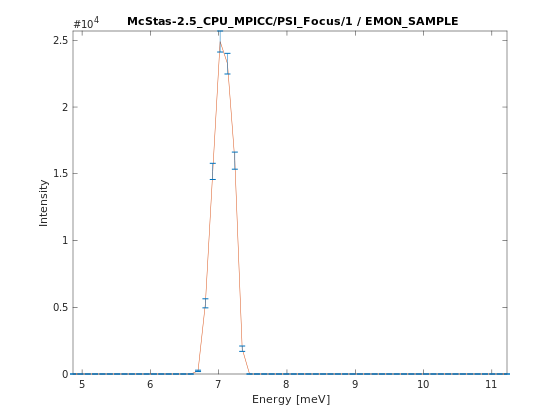 McStas-2.5_CPU_MPICC/PSI_Focus/1 / EMON_SAMPLE
#10^4
2.5
2
1.5
1
0.5
0
5 6 7 8 9 10 11
Intensity
Energy [meV]